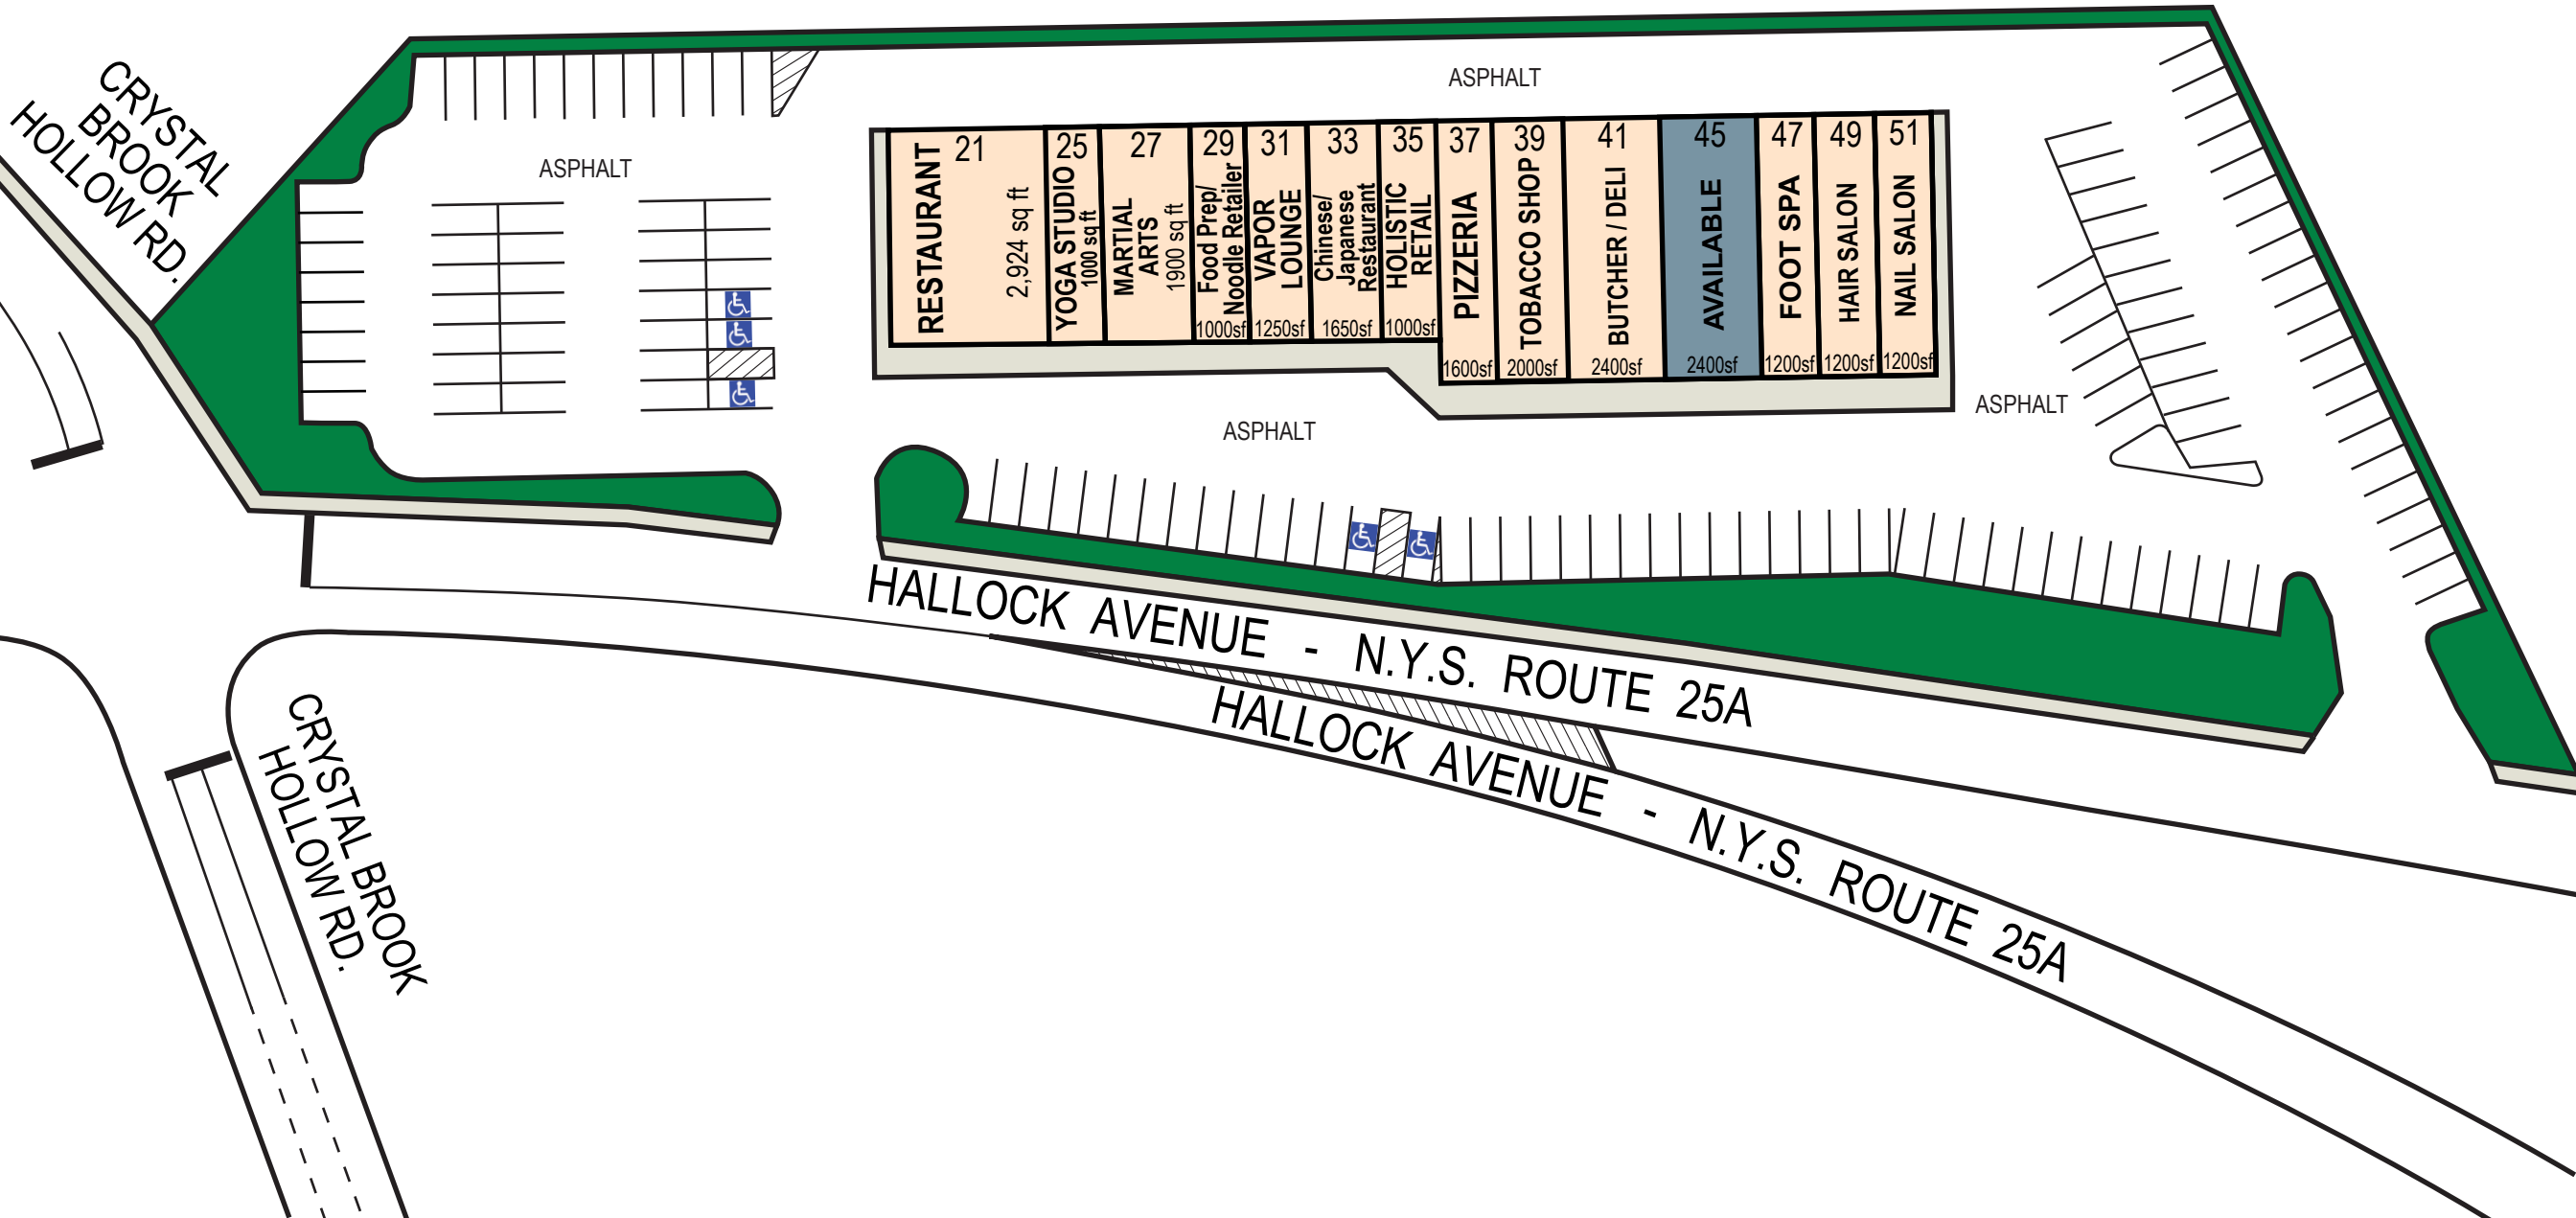 CRYSTAL
BROOK
HOLLOW RD.
ASPHALT
ASPHALT
21
RESTAURANT
2,924 sq ft
25
YOGA STUDIO
1000 sq ft
27
MARTIAL
ARTS
1900 sq ft
29
Food Prep/
Noodle Retailer
1000sf
31
VAPOR
LOUNGE
1250sf
33
Chinese/
Japanese
Restaurant
1650sf
35
HOLISTIC
RETAIL
1000sf
37
PIZZERIA
1600sf
39
TOBACCO SHOP
2000sf
41
BUTCHER / DELI
2400sf
45
AVAILABLE
2400sf
47
FOOT SPA
1200sf
49
HAIR SALON
1200sf
51
NAIL SALON
1200sf
ASPHALT
ASPHALT
HALLOCK AVENUE - N.Y.S. ROUTE 25A
HALLOCK AVENUE - N.Y.S. ROUTE 25A
CRYSTAL BROOK
HOLLOW RD.